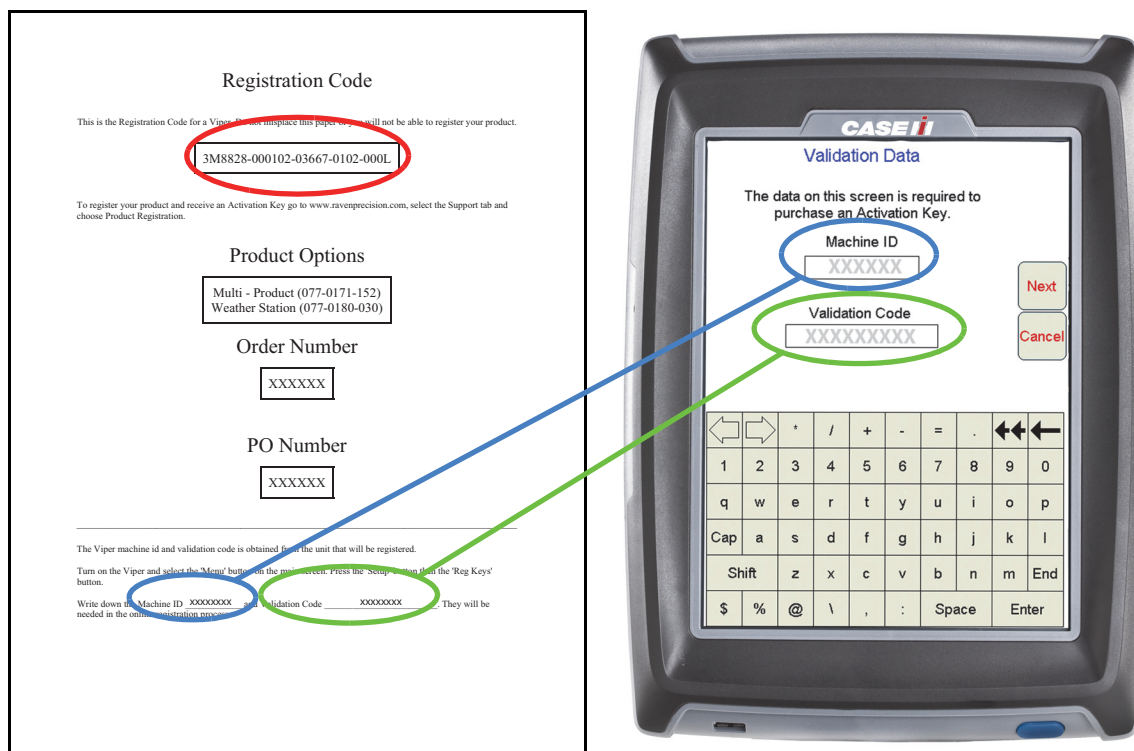 Registration Code
This is the Registration Code for a Viper. Do not misplace this paper or you will not be able to register your product.
3M8828-000102-03667-0102-000L
To register your product and receive an Activation Key go to www.ravenprecision.com, select the Support tab and
choose Product Registration.
Product Options
Multi - Product (077-0171-152)
Weather Station (077-0180-030)
Order Number
XXXXXX
PO Number
XXXXXX
The Viper machine id and validation code is obtained from the unit that will be registered.
Turn on the Viper and select the 'Menu' button on the main screen. Press the 'Setup' button then the 'Reg Keys'
button.
Write down the Machine ID XXXXXXXX and Validation Code XXXXXXXX. They will be
needed in the online registration process.
CASE IH
Validation Data
The data on this screen is required to
purchase an Activation Key.
Machine ID
XXXXXX
Next
Validation Code
XXXXXXXXX
Cancel
* / + - = .
1 2 3 4 5 6 7 8 9 0
q w e r t y u i o p
Cap a s d f g h j k l
Shift z x c v b n m End
$ % @ \ , : Space Enter